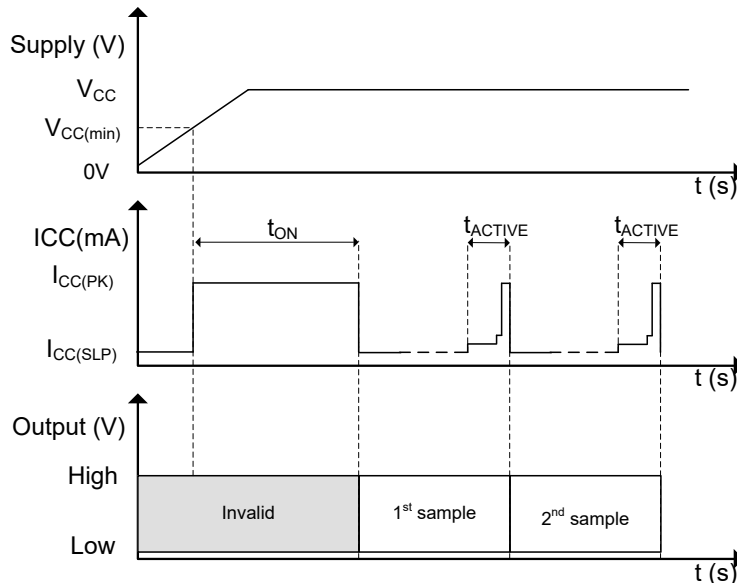 Supply (V)
VCC
VCC(min)
0V
t (s)
ICC(mA)
tON
tACTIVE
tACTIVE
ICC(PK)
ICC(SLP)
t (s)
Output (V)
High
Invalid
1st sample
2nd sample
Low
t (s)